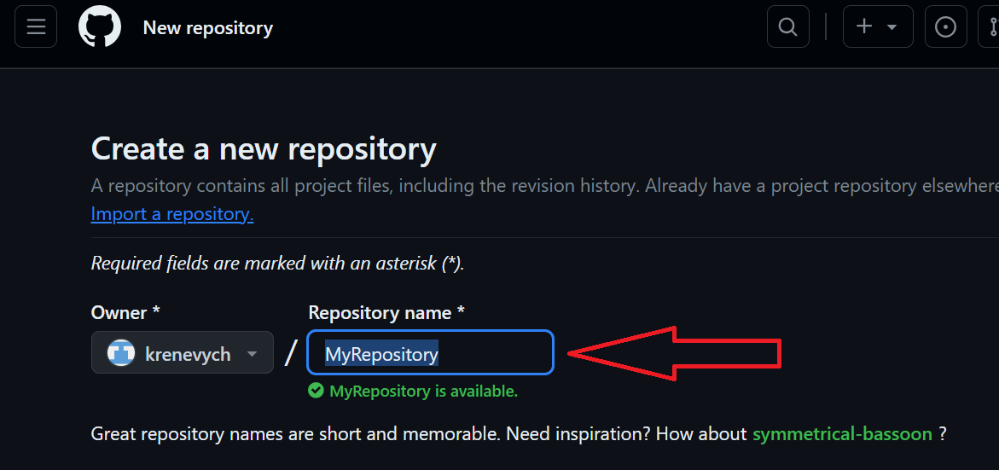 New repository
Create a new repository
A repository contains all project files, including the revision history. Already have a project repository elsewhere
Import a repository.
Required fields are marked with an asterisk (*).
Owner * Repository name *
krenevych / MyRepository
MyRepository is available.
Great repository names are short and memorable. Need inspiration? How about symmetrical-bassoon ?